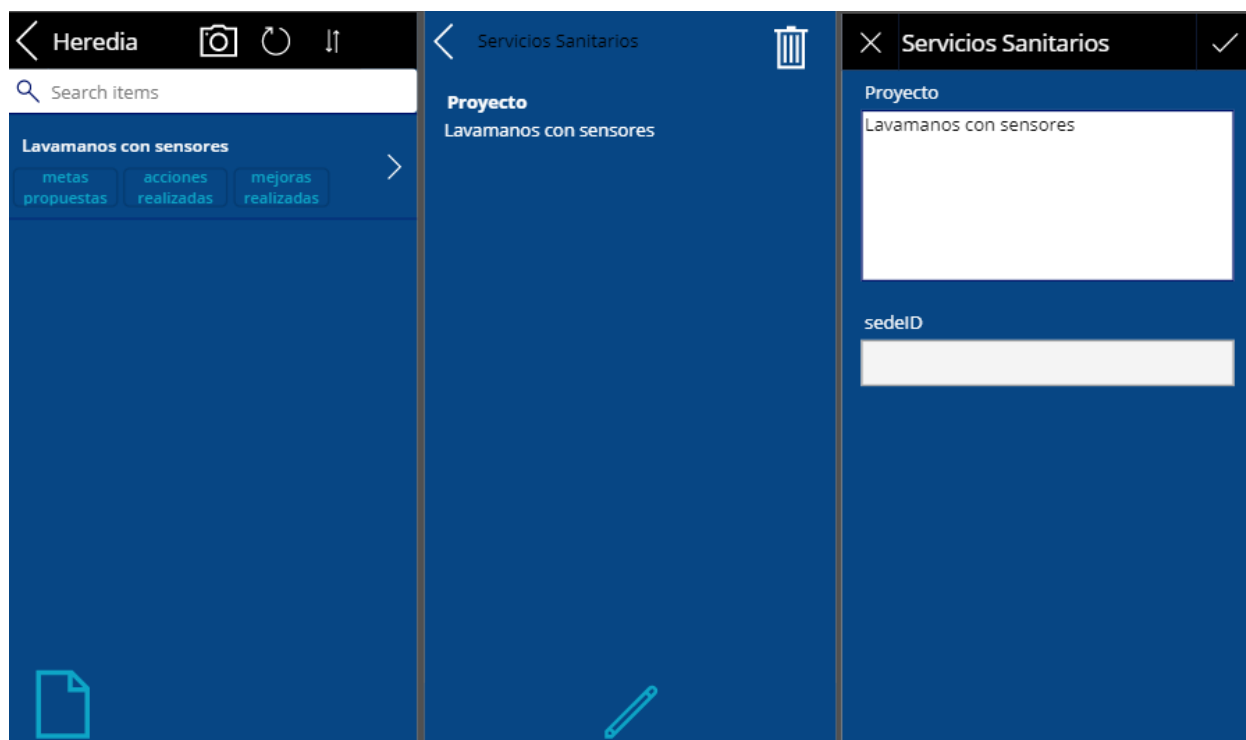 Heredia
Search items
Lavamanos con sensores
metas propuestas
acciones realizadas
mejoras realizadas
Servicios Sanitarios
Proyecto
Lavamanos con sensores
Servicios Sanitarios
Proyecto
Lavamanos con sensores
sedeID